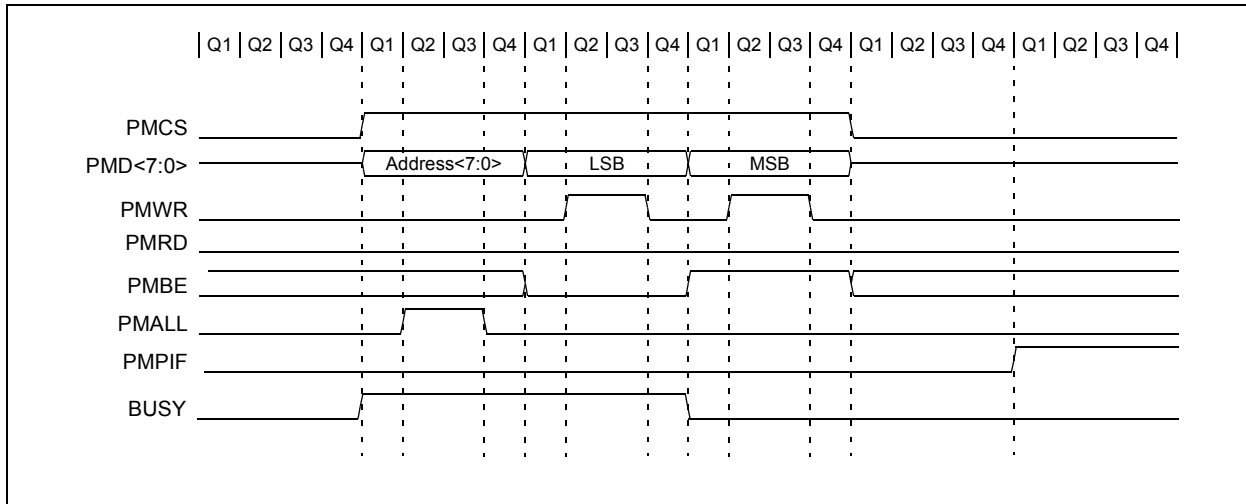 Q1 Q2 Q3 Q4 Q1 Q2 Q3 Q4 Q1 Q2 Q3 Q4 Q1 Q2 Q3 Q4 Q1 Q2 Q3 Q4 Q1 Q2 Q3 Q4
PMCS
PMD<7:0> Address<7:0> LSB MSB
PMWR
PMRD
PMBE
PMALL
PMPIF
BUSY